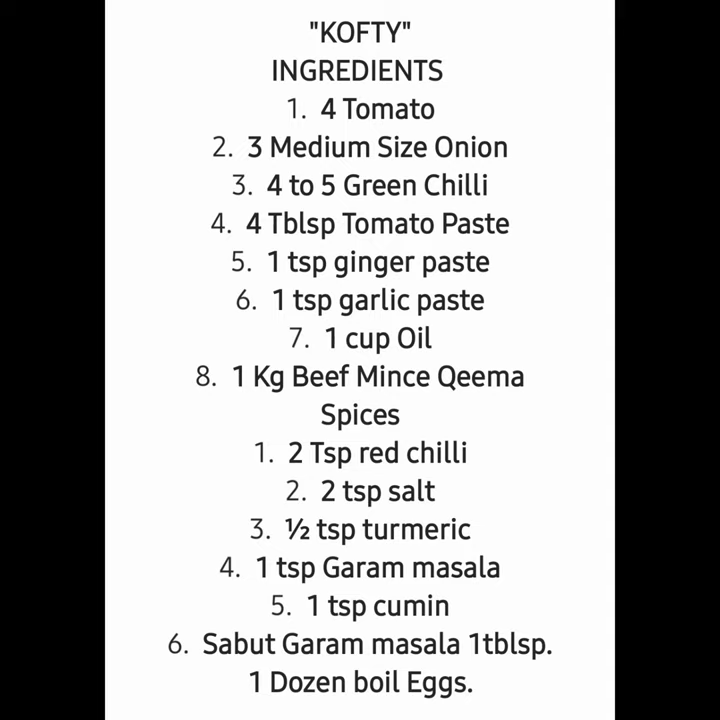 "KOFTY"
INGREDIENTS
1. 4 Tomato
2. 3 Medium Size Onion
3. 4 to 5 Green Chilli
4. 4 Tblsp Tomato Paste
5. 1 tsp ginger paste
6. 1 tsp garlic paste
7. 1 cup Oil
8. 1 Kg Beef Mince Qeema
Spices
1. 2 Tsp red chilli
2. 2 tsp salt
3. ½ tsp turmeric
4. 1 tsp Garam masala
5. 1 tsp cumin
6. Sabut Garam masala 1tblsp.
1 Dozen boil Eggs.